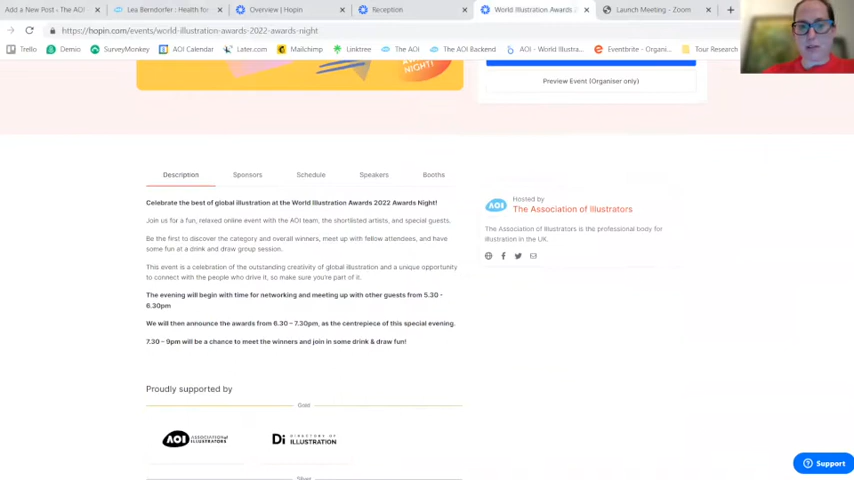 Add a New Post ‹ The AOI
Lea Berndorfer: Health for
Overview | Hopin
Reception
World Illustration Awards 2
Launch Meeting - Zoom
https://hopin.com/events/world-illustration-awards-2022-awards-night
Trello
Demio
SurveyMonkey
AOI Calendar
Later.com
Mailchimp
Linktree
The AOI
The AOI Backend
AOI - World Illustra...
Eventbrite - Organi...
Tour Research
NIGHT!
Preview Event (Organiser only)
Description Sponsors Schedule Speakers Booths
Celebrate the best of global illustration at the World Illustration Awards 2022 Awards Night!
Join us for a fun, relaxed online event with the AOI team, the shortlisted artists, and special guests.
Be the first to discover the category and overall winners, meet up with fellow attendees, and have
some fun at a drink and draw group session.
This event is a celebration of the outstanding creativity of global illustration and a unique opportunity
to connect with the people who drive it, so make sure you're part of it.
The evening will begin with time for networking and meeting up with other guests from 5.30 -
6.30pm
We will then announce the awards from 6.30 – 7.30pm, as the centrepiece of this special evening.
7.30 – 9pm will be a chance to meet the winners and join in some drink & draw fun!
Hosted by
AOI
The Association of Illustrators
The Association of Illustrators is the professional body for
illustration in the UK.
Proudly supported by
Gold
AOI ASSOCIATION of ILLUSTRATORS
Di DIRECTORY OF ILLUSTRATION
Silver
Support